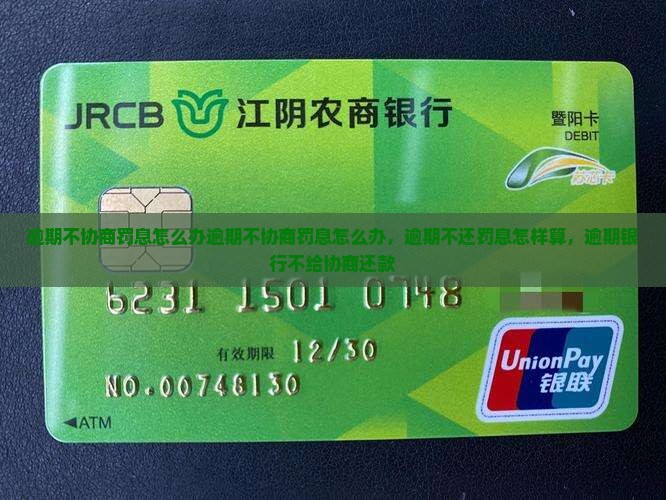 JRCB 江阴农商银行
暨阳卡
DEBIT
苏芯卡
逾期不协商罚息怎么办逾期不协商罚息怎么办，逾期不还罚息怎样算，逾期银
行不给协商还款
6231 1501 0748
有效期限 12/30
NO.00748130
UnionPay
银联
◄ATM